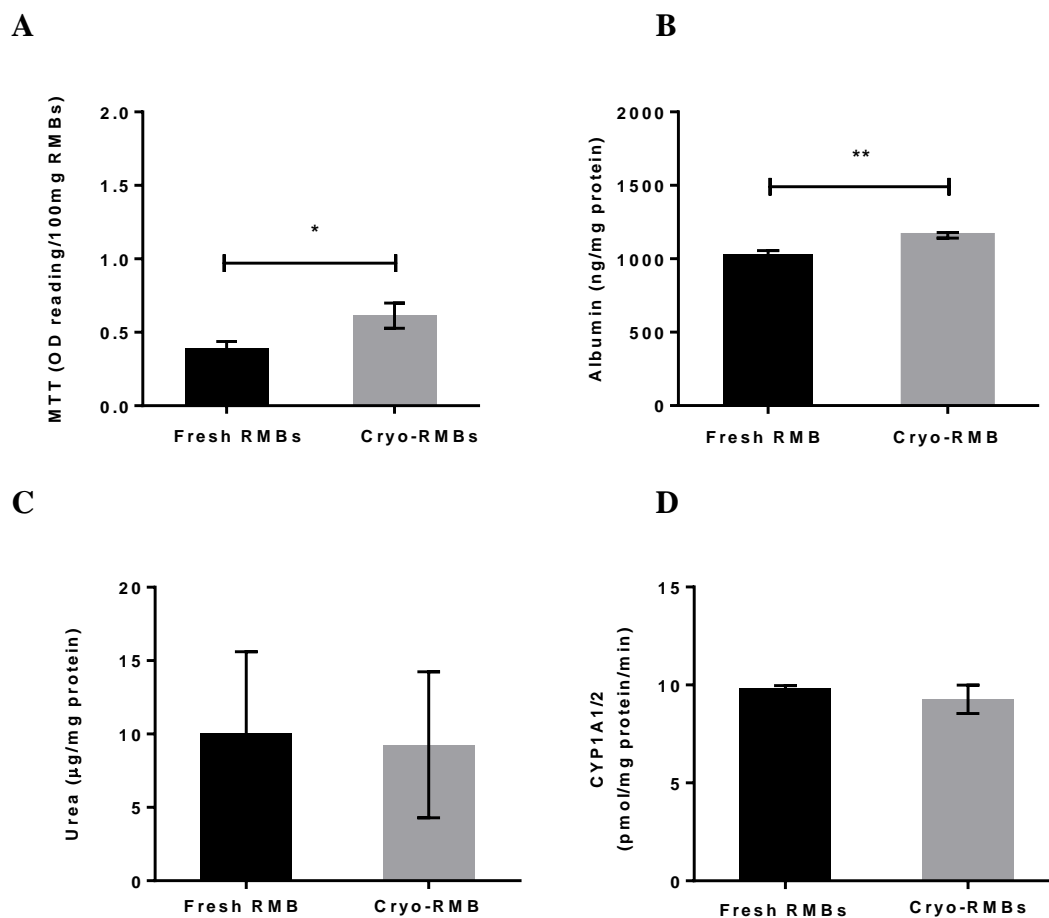 A
B
MTT (OD reading/100mg RMBs)
2.0
1.5
1.0
0.5
0.0
*
Fresh RMBs Cryo-RMBs
Albumin (ng/mg protein)
2000
1500
1000
500
0
**
Fresh RMB Cryo-RMB
C
D
Urea (µg/mg protein)
20
15
10
5
0
Fresh RMB Cryo-RMB
CYP1A1/2
(pmol/mg protein/min)
15
10
5
0
Fresh RMBs Cryo-RMBs